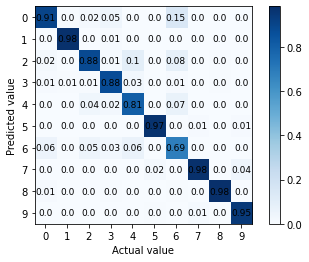 0 0.91 0.0 0.02 0.05 0.0 0.0 0.15 0.0 0.0 0.0
1 0.0 0.98 0.0 0.01 0.0 0.0 0.0 0.0 0.0 0.0
2 0.02 0.0 0.88 0.01 0.1 0.0 0.08 0.0 0.0 0.0
3 0.01 0.01 0.01 0.88 0.03 0.0 0.01 0.0 0.0 0.0
4 0.0 0.0 0.04 0.02 0.81 0.0 0.07 0.0 0.0 0.0
5 0.0 0.0 0.0 0.0 0.0 0.97 0.0 0.01 0.0 0.01
6 0.06 0.0 0.05 0.03 0.06 0.0 0.69 0.0 0.0 0.0
7 0.0 0.0 0.0 0.0 0.0 0.02 0.0 0.98 0.0 0.04
8 0.01 0.0 0.0 0.0 0.0 0.0 0.0 0.0 0.98 0.0
9 0.0 0.0 0.0 0.0 0.0 0.0 0.0 0.01 0.0 0.95
0 1 2 3 4 5 6 7 8 9
Actual value
Predicted value
0.8
0.6
0.4
0.2
0.0